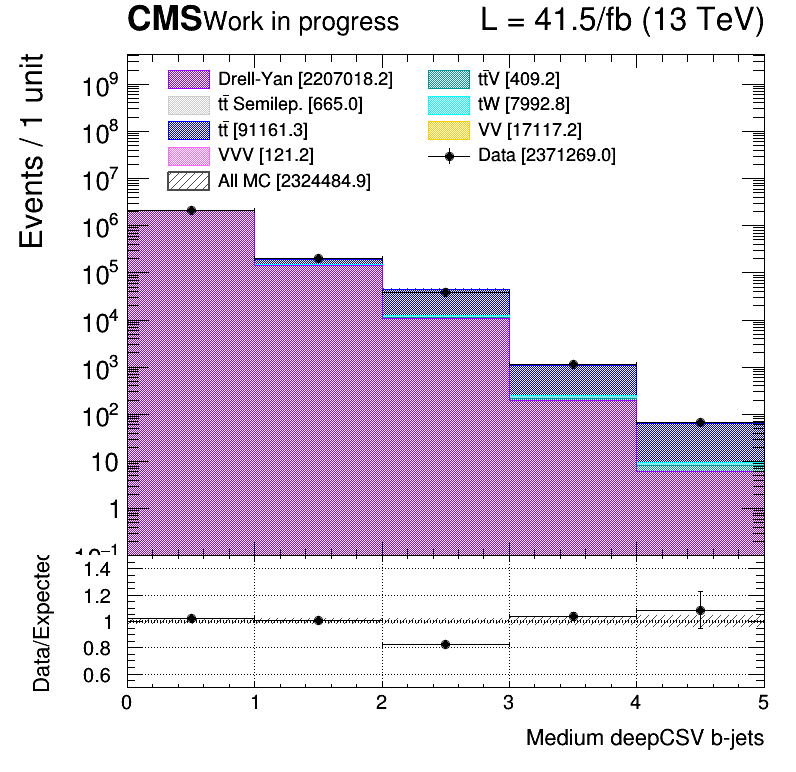 CMS Work in progress L = 41.5/fb (13 TeV)
Events / 1 unit
10⁹
10⁸
10⁷
10⁶
10⁵
10⁴
10³
10²
10
1
10⁻¹
Drell-Yan [2207018.2]
tt̄ Semilep. [665.0]
tt̄ [91161.3]
VVV [121.2]
All MC [2324484.9]
tt̄V [409.2]
tW [7992.8]
VV [17117.2]
Data [2371269.0]
Data/Expected
1.4
1.2
1
0.8
0.6
0 1 2 3 4 5
Medium deepCSV b-jets